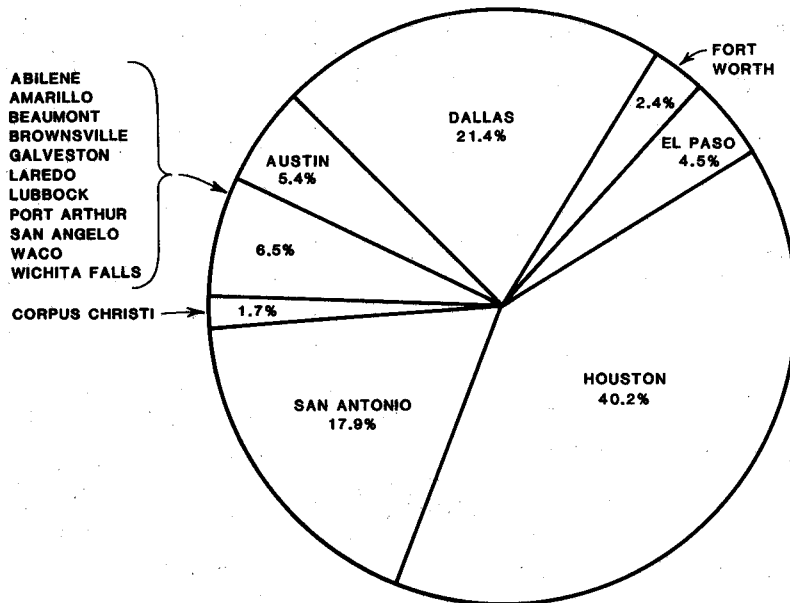 ABILENE
AMARILLO
BEAUMONT
BROWNSVILLE
GALVESTON
LAREDO
LUBBOCK
PORT ARTHUR
SAN ANGELO
WACO
WICHITA FALLS
CORPUS CHRISTI
1.7%
6.5%
AUSTIN
5.4%
DALLAS
21.4%
FORT
WORTH
2.4%
EL PASO
4.5%
HOUSTON
40.2%
SAN ANTONIO
17.9%